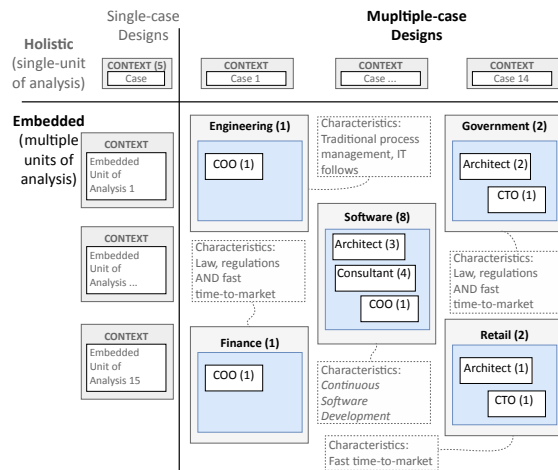 Single-case
Designs
Mupltiple-case
Designs
Holistic
(single-unit
of analysis)
CONTEXT (5)
Case
CONTEXT
Case 1
CONTEXT
Case ...
CONTEXT
Case 14
Embedded
(multiple
units of
analysis)
CONTEXT
Embedded
Unit of
Analysis 1
Embedded
Unit of
Analysis ...
CONTEXT
Embedded
Unit of
Analysis 15
Engineering (1)
COO (1)
Characteristics:
Traditional process
management, IT
follows
Government (2)
Architect (2)
CTO (1)
Software (8)
Architect (3)
Consultant (4)
COO (1)
Characteristics:
Law, regulations
AND fast
time-to-market
Characteristics:
Law, regulations
AND fast
time-to-market
Finance (1)
COO (1)
Characteristics:
Continuous
Software
Development
Retail (2)
Architect (1)
CTO (1)
Characteristics:
Fast time-to-market